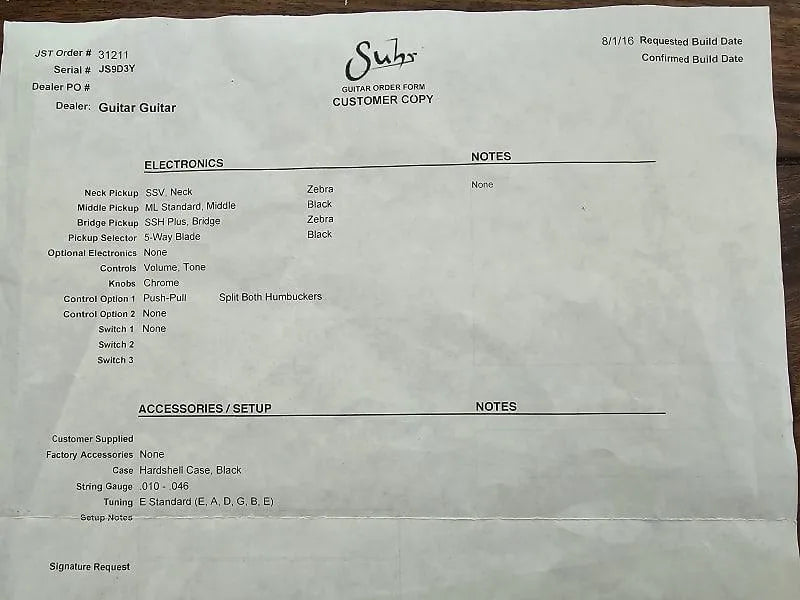 JST Order # 31211
Serial # JS9D3Y
Dealer PO #
Dealer: Guitar Guitar
Suhr
GUITAR ORDER FORM
CUSTOMER COPY
8/1/16 Requested Build Date
Confirmed Build Date
ELECTRONICS NOTES
Neck Pickup SSV, Neck Zebra None
Middle Pickup ML Standard, Middle Black
Bridge Pickup SSH Plus, Bridge Zebra
Pickup Selector 5-Way Blade Black
Optional Electronics None
Controls Volume, Tone
Knobs Chrome
Control Option 1 Push-Pull Split Both Humbuckers
Control Option 2 None
Switch 1 None
Switch 2
Switch 3
ACCESSORIES / SETUP NOTES
Customer Supplied
Factory Accessories None
Case Hardshell Case, Black
String Gauge .010 - .046
Tuning E Standard (E, A, D, G, B, E)
Setup Notes
Signature Request